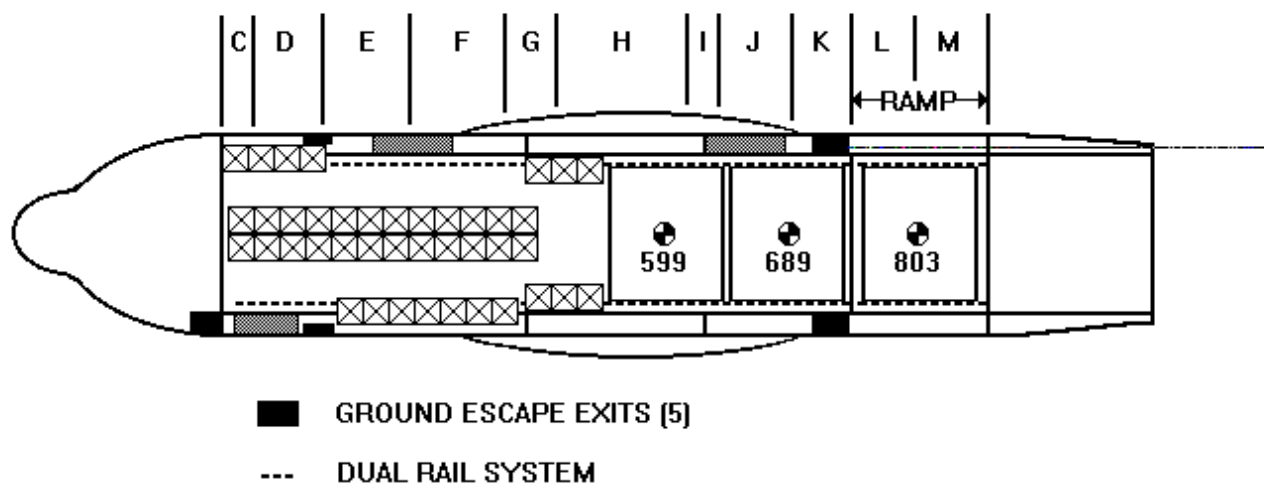 C D E F G H I J K L M
RAMP
599 689 803
GROUND ESCAPE EXITS (5)
DUAL RAIL SYSTEM